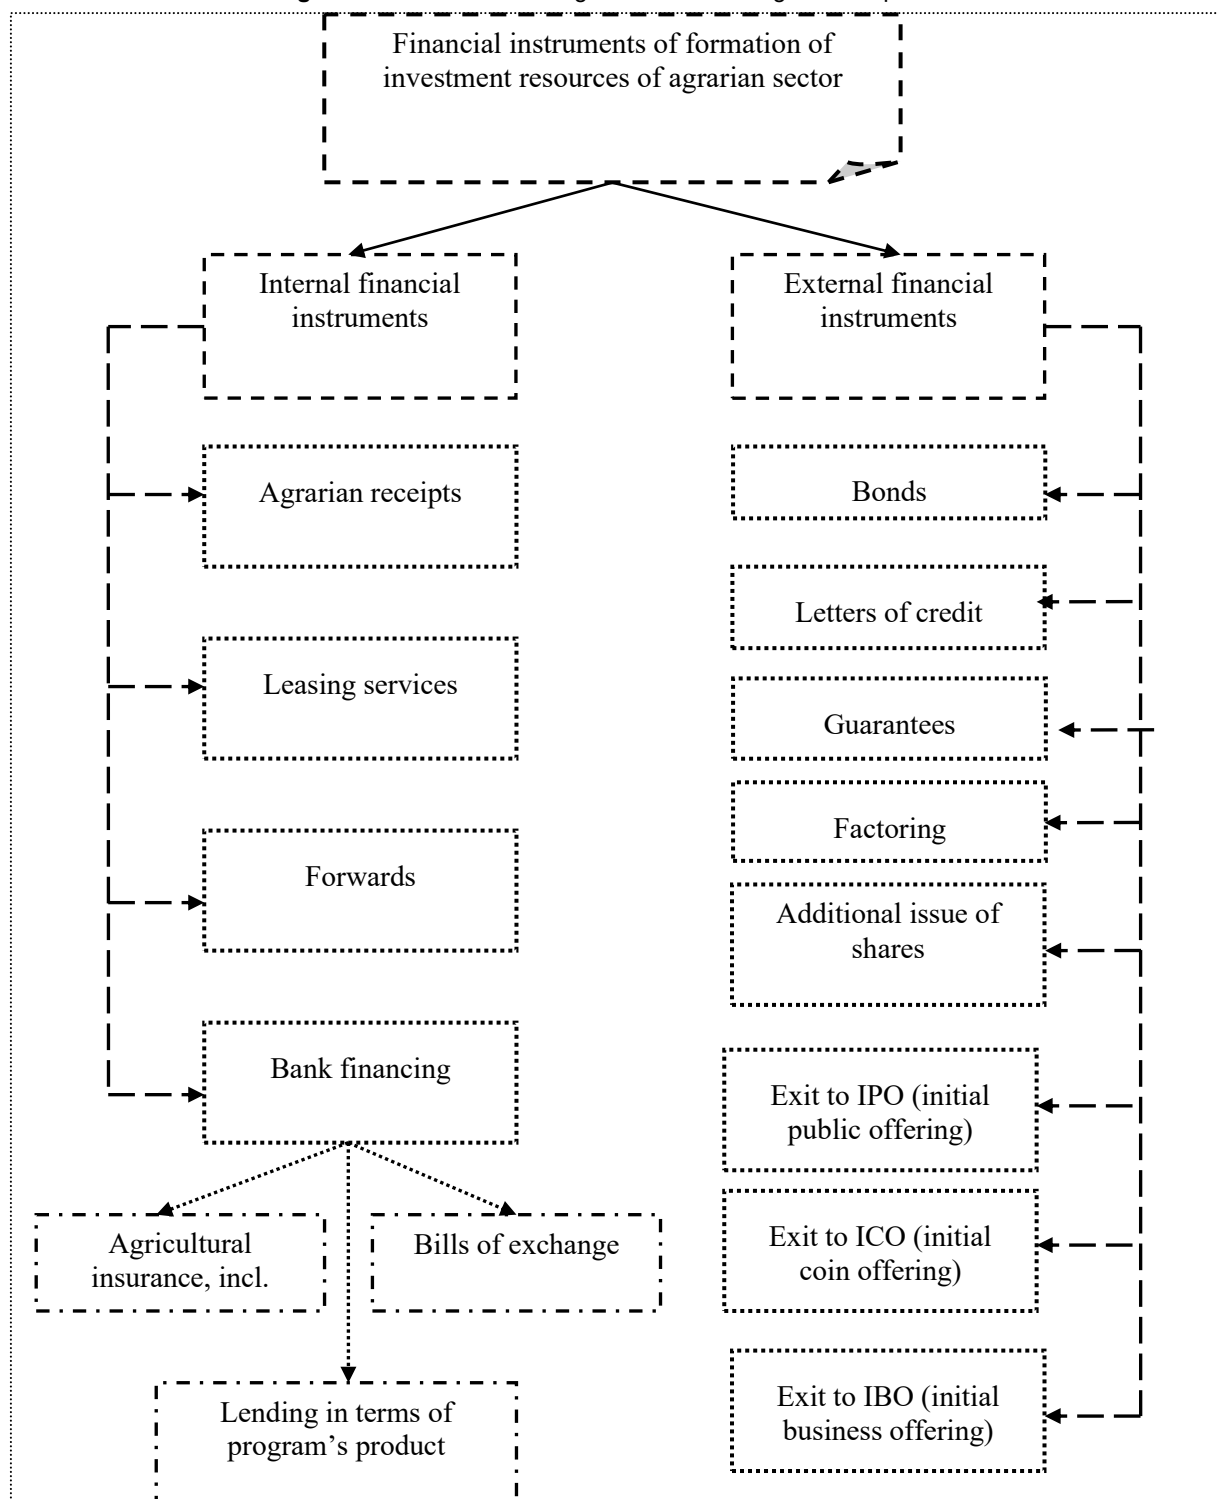 Financial instruments of formation of
investment resources of agrarian sector
Internal financial
instruments
External financial
instruments
Agrarian receipts
Leasing services
Forwards
Bank financing
Agricultural
insurance, incl.
Bills of exchange
Lending in terms of
program’s product
Bonds
Letters of credit
Guarantees
Factoring
Additional issue of
shares
Exit to IPO (initial
public offering)
Exit to ICO (initial
coin offering)
Exit to IBO (initial
business offering)